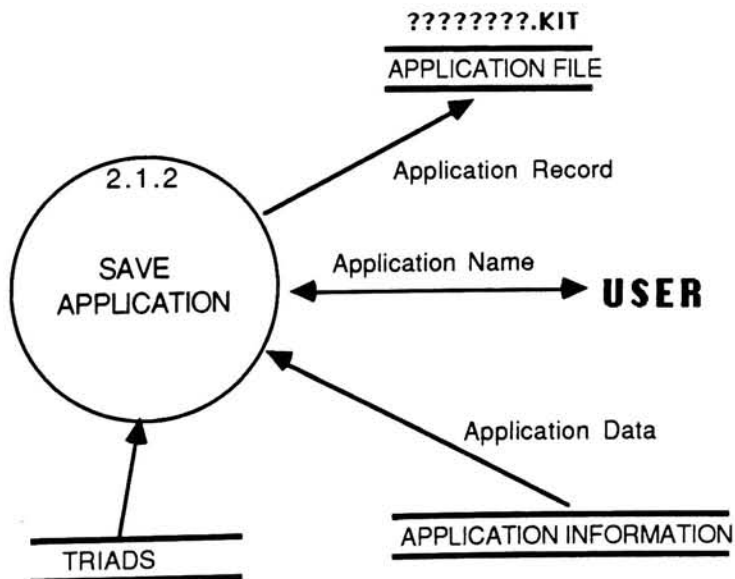 ????????.KIT
APPLICATION FILE
2.1.2
Application Record
SAVE
APPLICATION
Application Name
USER
Application Data
APPLICATION INFORMATION
TRIADS